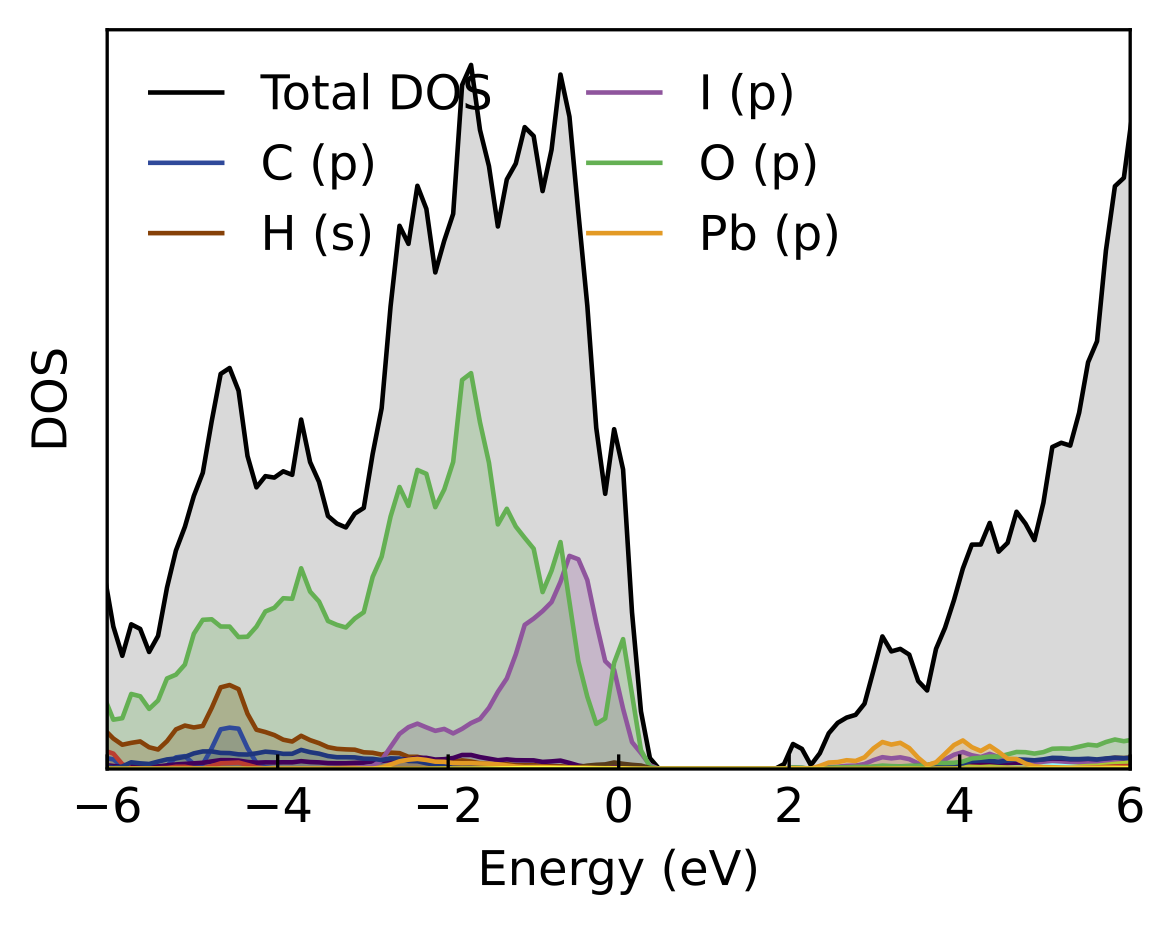 Total DOS
C (p)
H (s)
I (p)
O (p)
Pb (p)
DOS
−6 −4 −2 0 2 4 6
Energy (eV)